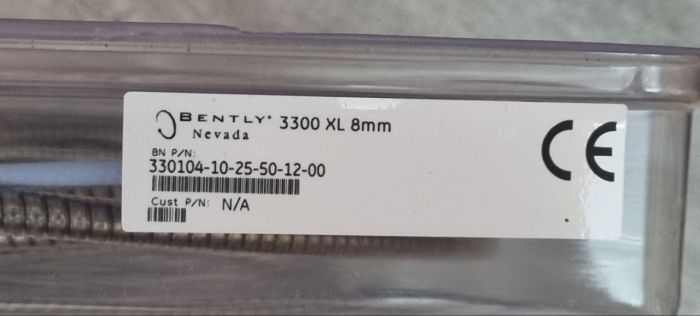 BENTLY® 3300 XL 8mm
Nevada
BN P/N:
330104-10-25-50-12-00
Cust P/N: N/A
CE